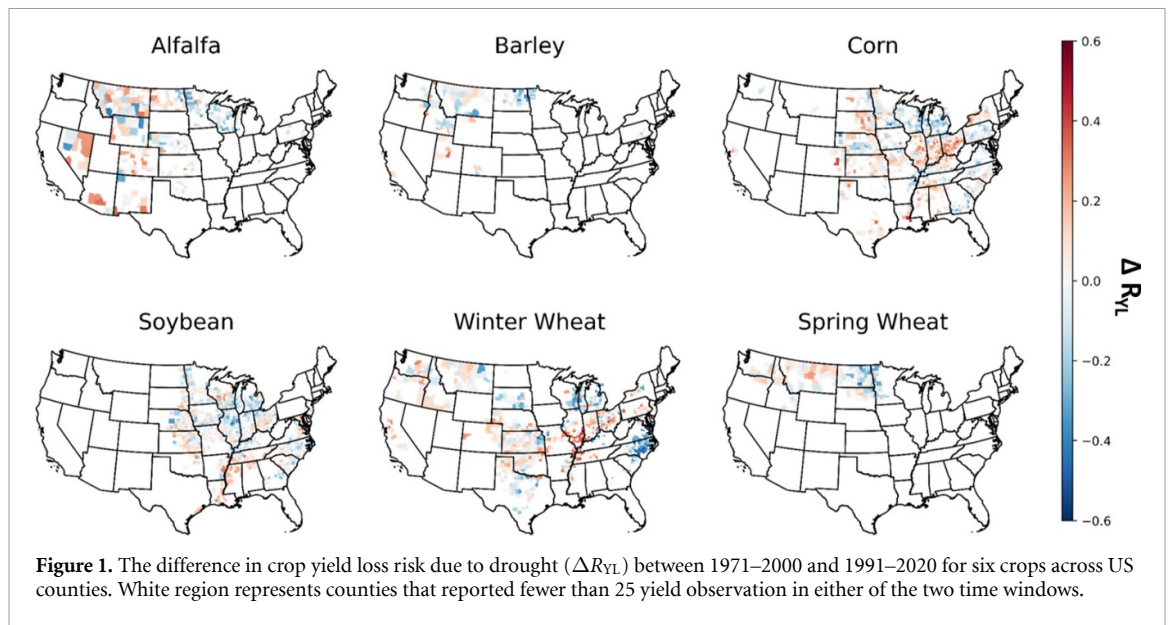 Alfalfa
Barley
Corn
Soybean
Winter Wheat
Spring Wheat
0.6
0.4
0.2
0.0
−0.2
−0.4
−0.6
Δ R_YL
Figure 1. The difference in crop yield loss risk due to drought (ΔR_YL) between 1971–2000 and 1991–2020 for six crops across US
counties. White region represents counties that reported fewer than 25 yield observation in either of the two time windows.